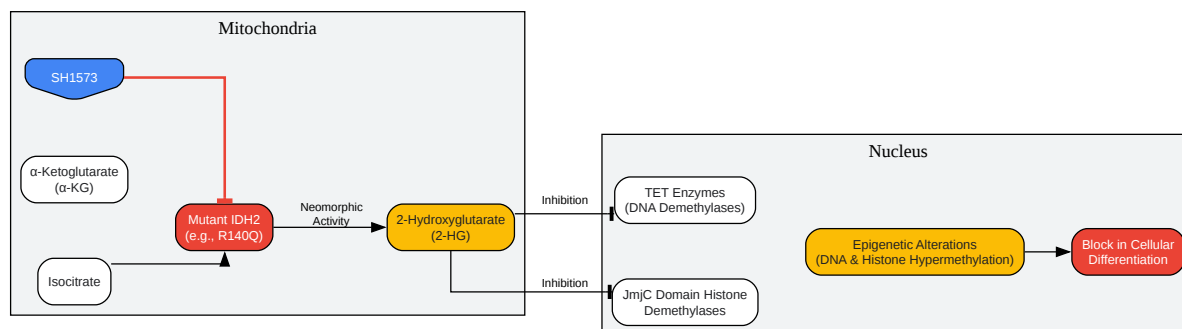 Mitochondria
SH1573
α-Ketoglutarate
(α-KG)
Mutant IDH2
(e.g., R140Q)
Isocitrate
Neomorphic
Activity
2-Hydroxyglutarate
(2-HG)
Inhibition
Inhibition
Nucleus
TET Enzymes
(DNA Demethylases)
JmjC Domain Histone
Demethylases
Epigenetic Alterations
(DNA & Histone Hypermethylation)
Block in Cellular
Differentiation